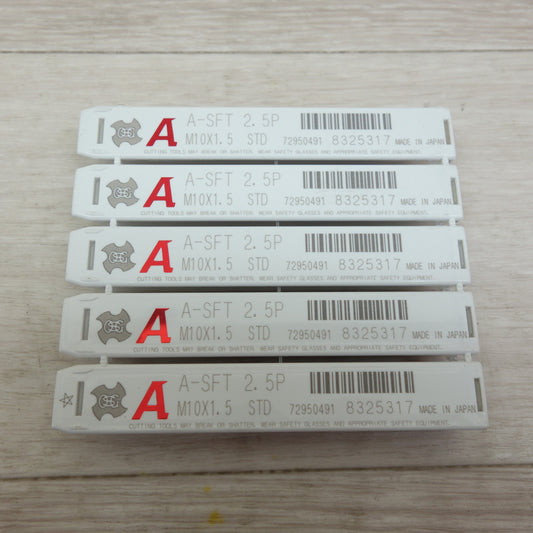 A A-SFT 2.5P
M10X1.5 STD 72950491 8325317 MADE IN JAPAN
CUTTING TOOLS MAY BREAK OR SHATTER. WEAR SAFETY GLASSES AND APPROPRIATE SAFETY EQUIPMENT.
A A-SFT 2.5P
M10X1.5 STD 72950491 8325317 MADE IN JAPAN
CUTTING TOOLS MAY BREAK OR SHATTER. WEAR SAFETY GLASSES AND APPROPRIATE SAFETY EQUIPMENT.
A A-SFT 2.5P
M10X1.5 STD 72950491 8325317 MADE IN JAPAN
CUTTING TOOLS MAY BREAK OR SHATTER. WEAR SAFETY GLASSES AND APPROPRIATE SAFETY EQUIPMENT.
A A-SFT 2.5P
M10X1.5 STD 72950491 8325317 MADE IN JAPAN
CUTTING TOOLS MAY BREAK OR SHATTER. WEAR SAFETY GLASSES AND APPROPRIATE SAFETY EQUIPMENT.
A A-SFT 2.5P
M10X1.5 STD 72950491 8325317 MADE IN JAPAN
CUTTING TOOLS MAY BREAK OR SHATTER. WEAR SAFETY GLASSES AND APPROPRIATE SAFETY EQUIPMENT.